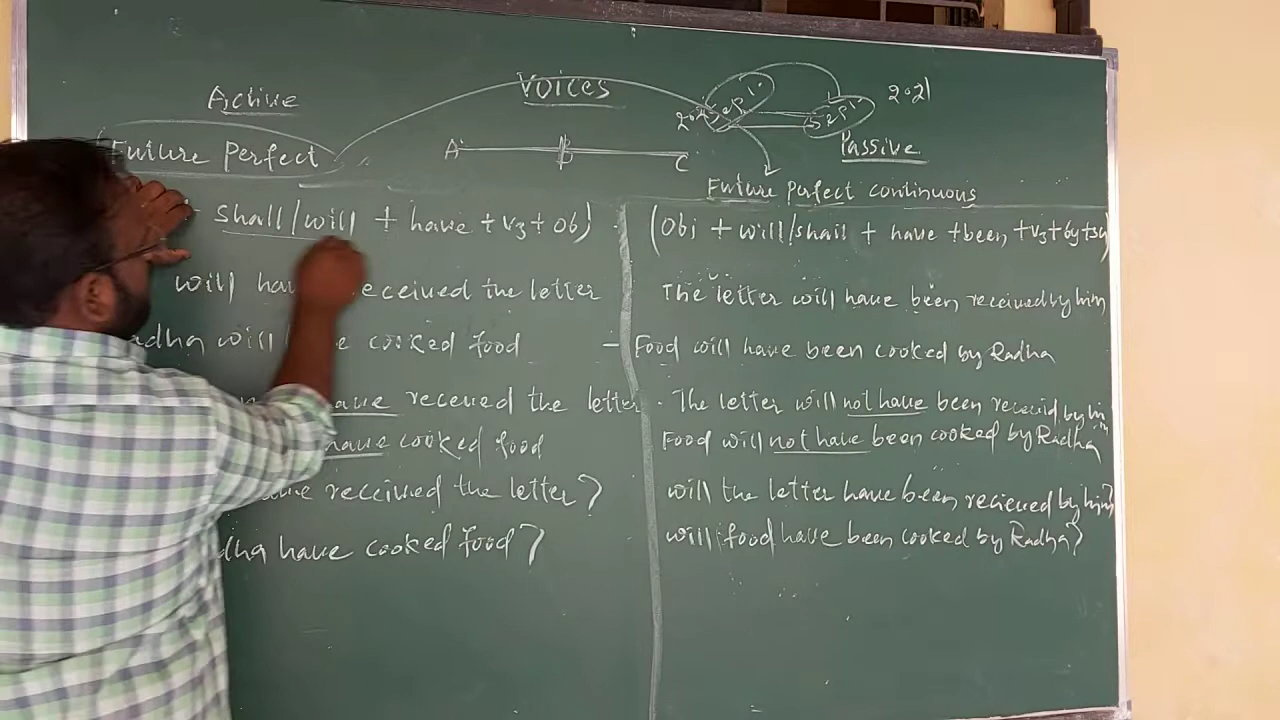 Voices
Active
2021
Passive
Future Perfect
A B C
Future Perfect continuous
shall/will + have + v3 + ob)
(Obj + will/shall + have + been + v3 + by + su
will have received the letter
The letter will have been received by him
adha will have cooked food
- Food will have been cooked by Radha
have received the letter
The letter will not have been received by him
have cooked food
Food will not have been cooked by Radha
have received the letter?
will the letter have been recieved by him?
dha have cooked food?
will food have been cooked by Radha?